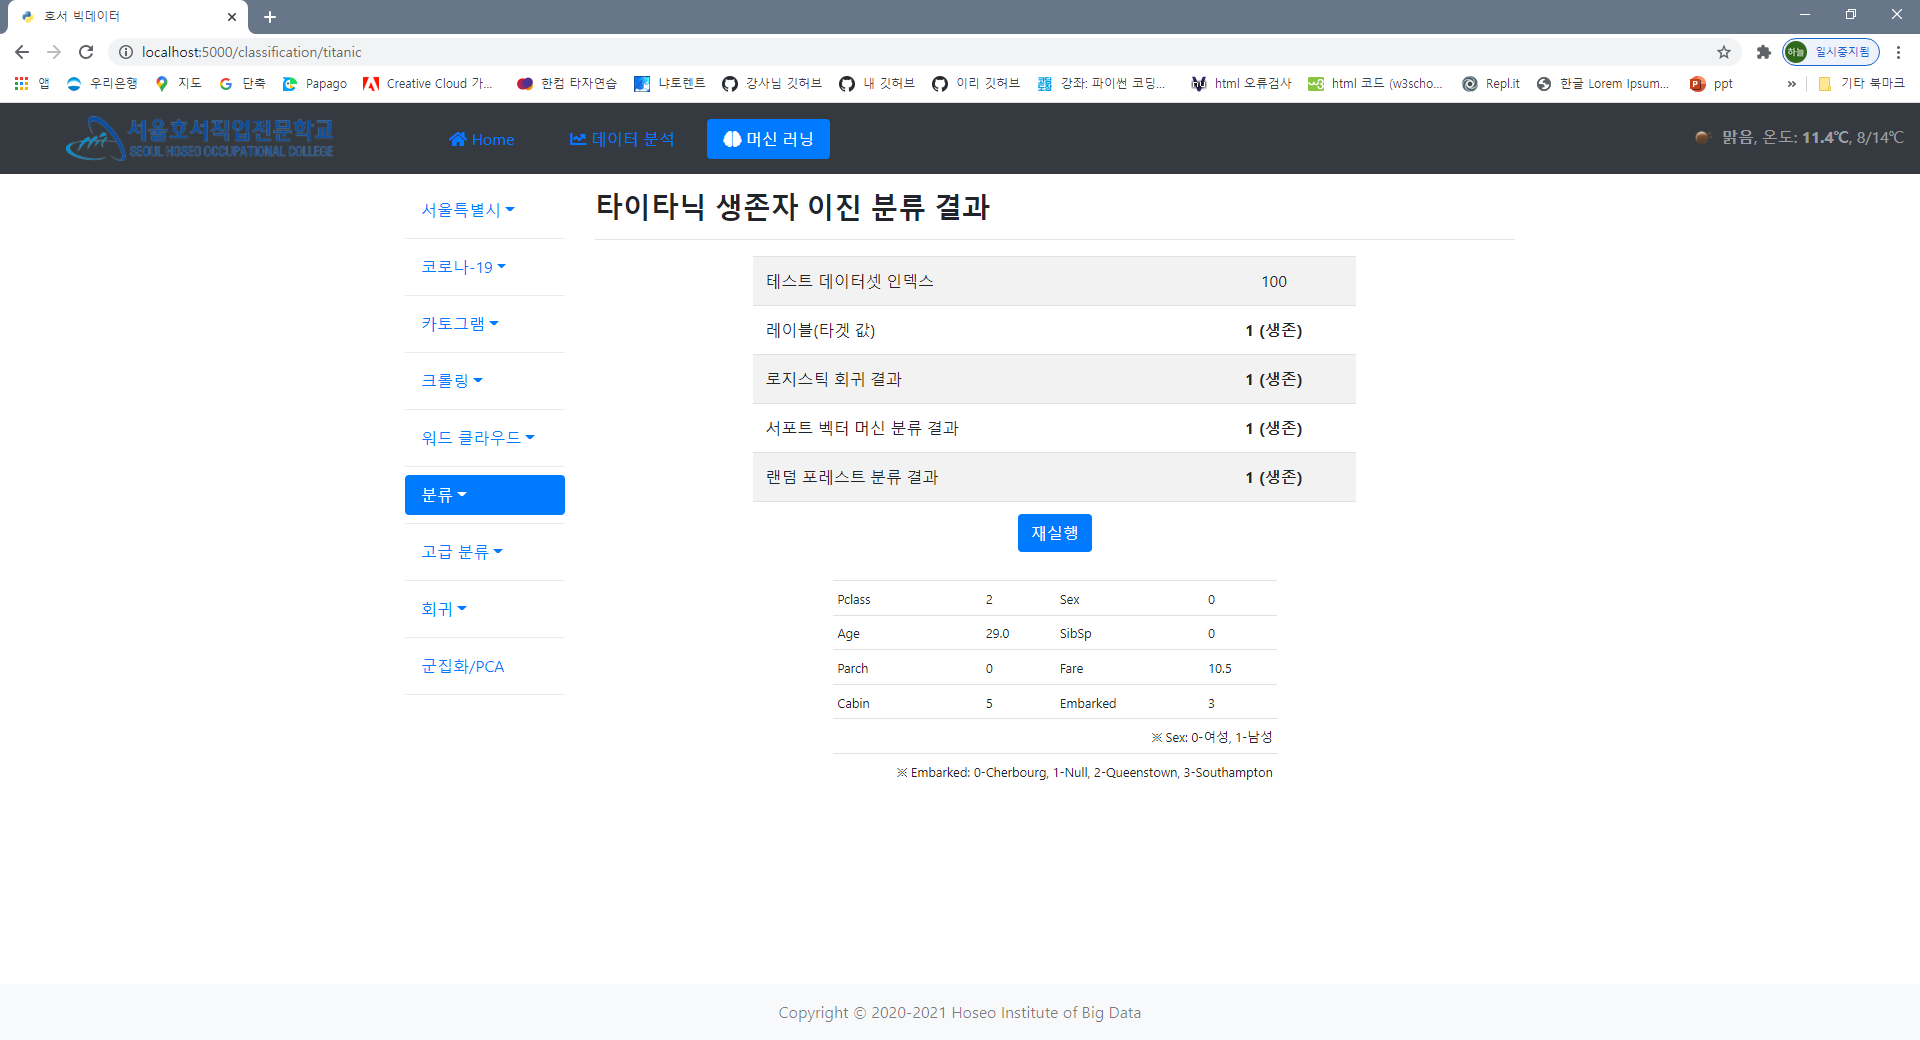 호서 빅데이터
localhost:5000/classification/titanic
하늘 일시중지됨
앱 우리은행 지도 단축 Papago Creative Cloud 가... 한컴 타자연습 냐토렌트 강사님 깃허브 내 깃허브 이리 깃허브 강좌: 파이썬 코딩... html 오류검사 html 코드 (w3scho... Repl.it 한글 Lorem Ipsum... ppt » 기타 북마크
서울호서직업전문학교
SEOUL HOSEO OCCUPATIONAL COLLEGE
Home 데이터 분석 머신 러닝
맑음, 온도: 11.4℃, 8/14℃
서울특별시
코로나-19
카토그램
크롤링
워드 클라우드
분류
고급 분류
회귀
군집화/PCA
타이타닉 생존자 이진 분류 결과
테스트 데이터셋 인덱스 100
레이블(타겟 값) 1 (생존)
로지스틱 회귀 결과 1 (생존)
서포트 벡터 머신 분류 결과 1 (생존)
랜덤 포레스트 분류 결과 1 (생존)
재실행
Pclass 2 Sex 0
Age 29.0 SibSp 0
Parch 0 Fare 10.5
Cabin 5 Embarked 3
※ Sex: 0-여성, 1-남성
※ Embarked: 0-Cherbourg, 1-Null, 2-Queenstown, 3-Southampton
Copyright © 2020-2021 Hoseo Institute of Big Data